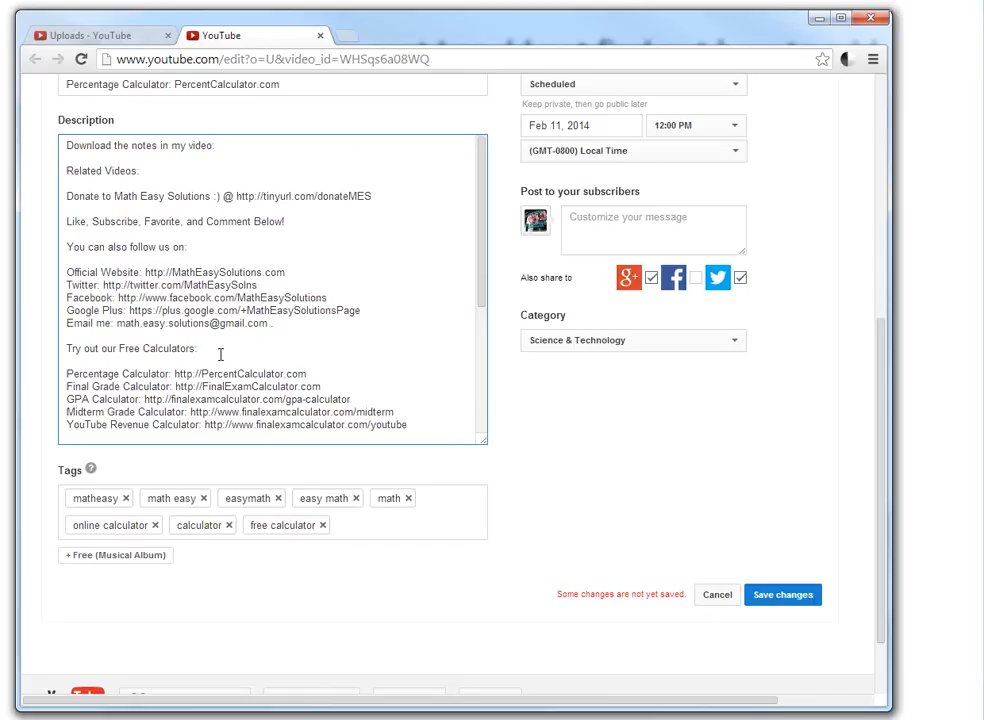 Uploads - YouTube
YouTube
www.youtube.com/edit?o=U&video_id=WHSqs6a08WQ
Percentage Calculator: PercentCalculator.com
Scheduled
Keep private, then go public later
Description
Feb 11, 2014
12:00 PM
Download the notes in my video:
(GMT-0800) Local Time
Related Videos:
Donate to Math Easy Solutions :) @ http://tinyurl.com/donateMES
Post to your subscribers
Like, Subscribe, Favorite, and Comment Below!
Customize your message
You can also follow us on:
Official Website: http://MathEasySolutions.com
Also share to
Twitter: http://twitter.com/MathEasySolns
Facebook: http://www.facebook.com/MathEasySolutions
Google Plus: https://plus.google.com/+MathEasySolutionsPage
Category
Email me: math.easy.solutions@gmail.com .
Science & Technology
Try out our Free Calculators:
Percentage Calculator: http://PercentCalculator.com
Final Grade Calculator: http://FinalExamCalculator.com
GPA Calculator: http://finalexamcalculator.com/gpa-calculator
Midterm Grade Calculator: http://www.finalexamcalculator.com/midterm
YouTube Revenue Calculator: http://www.finalexamcalculator.com/youtube
Tags ?
matheasy
math easy
easymath
easy math
math
online calculator
calculator
free calculator
+ Free (Musical Album)
Some changes are not yet saved.
Cancel
Save changes